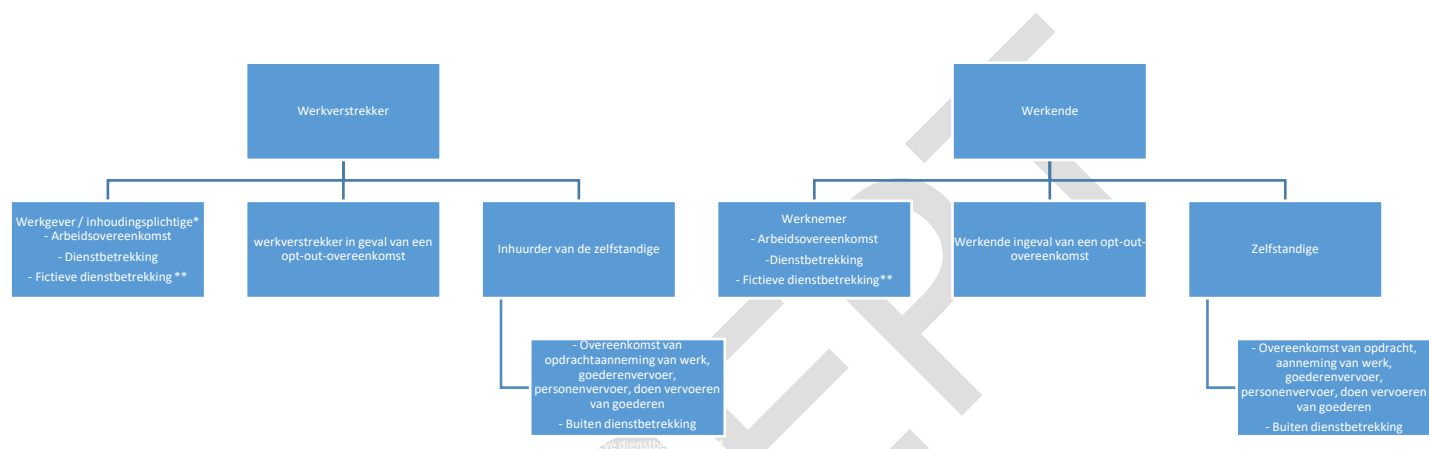 Werkverstrekker
Werkgever / inhoudingsplichtige*
- Arbeidsovereenkomst
- Dienstbetrekking
- Fictieve dienstbetrekking **
werkverstrekker in geval van een
opt-out-overeenkomst
Inhuurder van de zelfstandige
- Overeenkomst van
opdrachtaanneming van werk,
goederenvervoer,
personenvervoer, doen vervoeren
van goederen
- Buiten dienstbetrekking
Werkende
Werknemer
- Arbeidsovereenkomst
-Dienstbetrekking
- Fictieve dienstbetrekking**
Werkende ingeval van een opt-out-
overeenkomst
Zelfstandige
- Overeenkomst van opdracht,
aanneming van werk,
goederenvervoer,
personenvervoer, doen vervoeren
van goederen
- Buiten dienstbetrekking